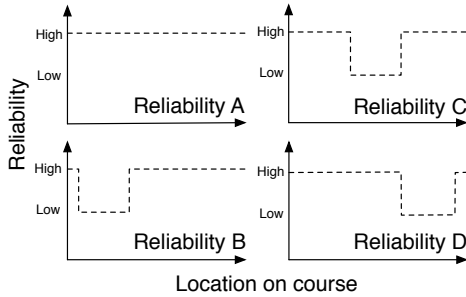 High
Low
Reliability A
High
Low
Reliability C
High
Low
Reliability B
High
Low
Reliability D
Reliability
Location on course